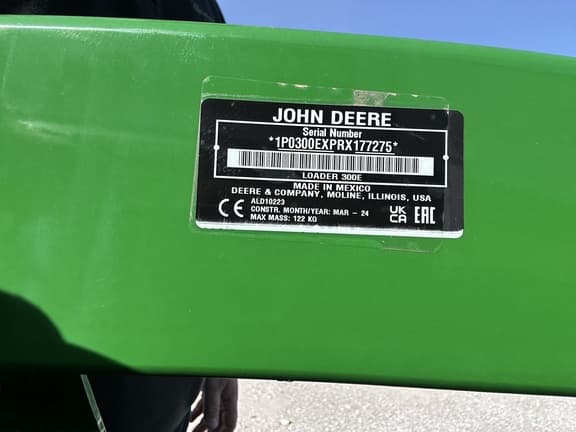 JOHN DEERE
Serial Number
*1P0300EXPRX177275*
LOADER 300E
MADE IN MEXICO
DEERE & COMPANY, MOLINE, ILLINOIS, USA
ALD10223
CONSTR. MONTH/YEAR: MAR - 24
MAX MASS: 122 KG
CE
UK
CA
EAC